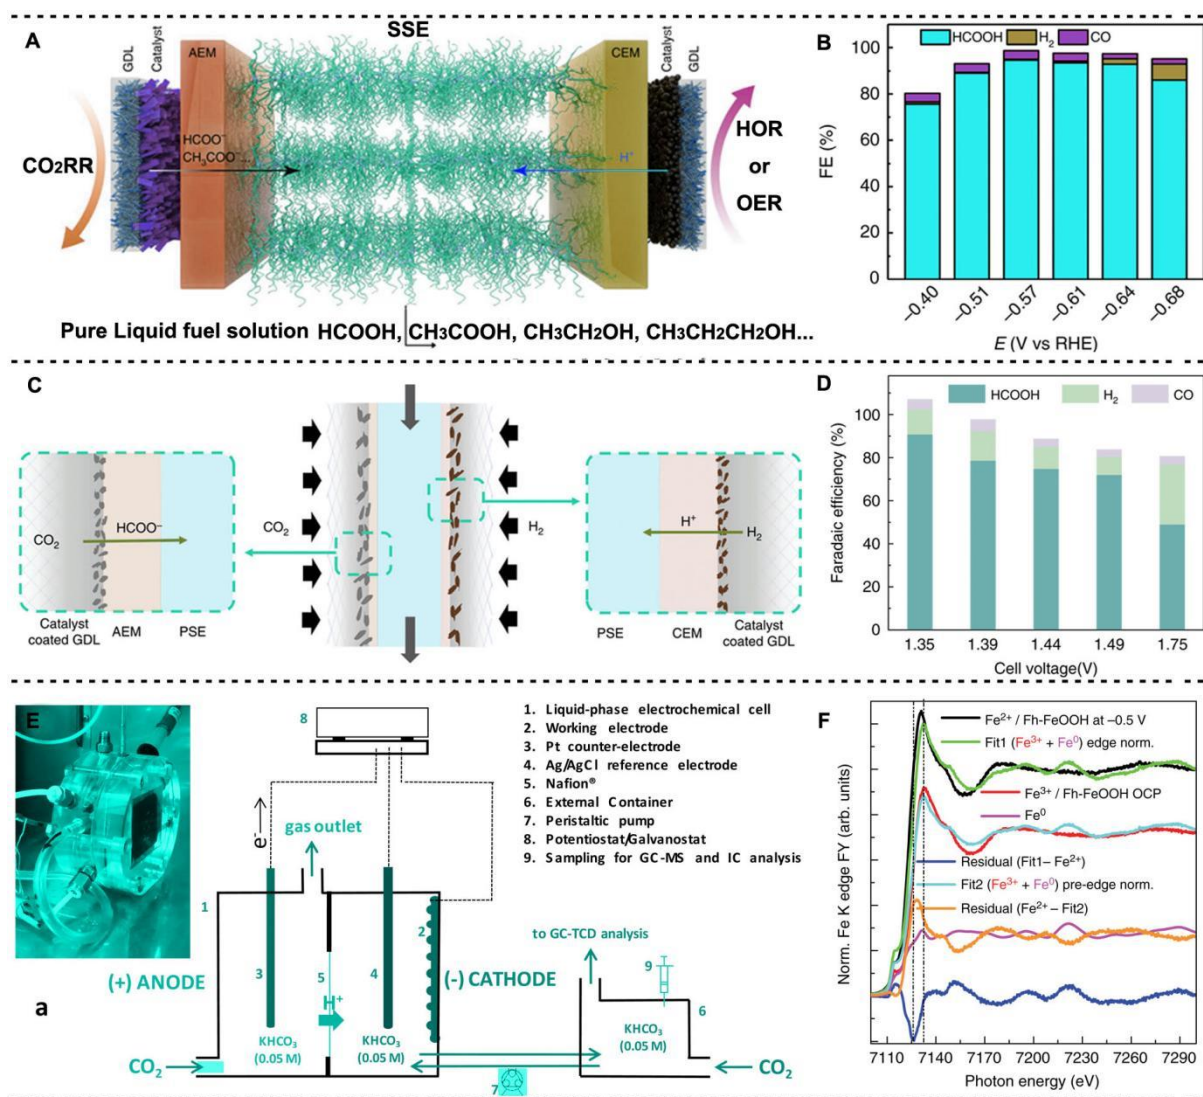 A
SSE
GDL
Catalyst
AEM
CEM
Catalyst
GDL
HCOO⁻
CH₃COO⁻...
H⁺
CO₂RR
HOR
or
OER
Pure Liquid fuel solution HCOOH, CH3COOH, CH3CH2OH, CH3CH2CH2OH...
B
HCOOH H₂ CO
FE (%)
100
80
60
40
20
0
−0.40 −0.51 −0.57 −0.61 −0.64 −0.68
E (V vs RHE)
C
CO₂
HCOO⁻
Catalyst
coated GDL
AEM
PSE
CO₂
H₂
H⁺
H₂
PSE
CEM
Catalyst
coated GDL
D
HCOOH H₂ CO
Faradaic efficiency (%)
100
80
60
40
20
0
1.35 1.39 1.44 1.49 1.75
Cell voltage(V)
E
8
1. Liquid-phase electrochemical cell
2. Working electrode
3. Pt counter-electrode
4. Ag/AgCl reference electrode
5. Nafion®
6. External Container
7. Peristaltic pump
8. Potentiostat/Galvanostat
9. Sampling for GC-MS and IC analysis
e⁻
gas outlet
1
2
3
5
4
(+) ANODE
(-) CATHODE
H⁺
a
KHCO₃
(0.05 M)
KHCO₃
(0.05 M)
CO₂
7
to GC-TCD analysis
9
6
KHCO₃
(0.05 M)
CO₂
F
Fe²⁺ / Fh-FeOOH at −0.5 V
Fit1 (Fe³⁺ + Fe⁰) edge norm.
Fe³⁺ / Fh-FeOOH OCP
Fe⁰
Residual (Fit1− Fe²⁺)
Fit2 (Fe³⁺ + Fe⁰) pre-edge norm.
Residual (Fe²⁺ − Fit2)
Norm. Fe K edge FY (arb. units)
7110 7140 7170 7200 7230 7260 7290
Photon energy (eV)